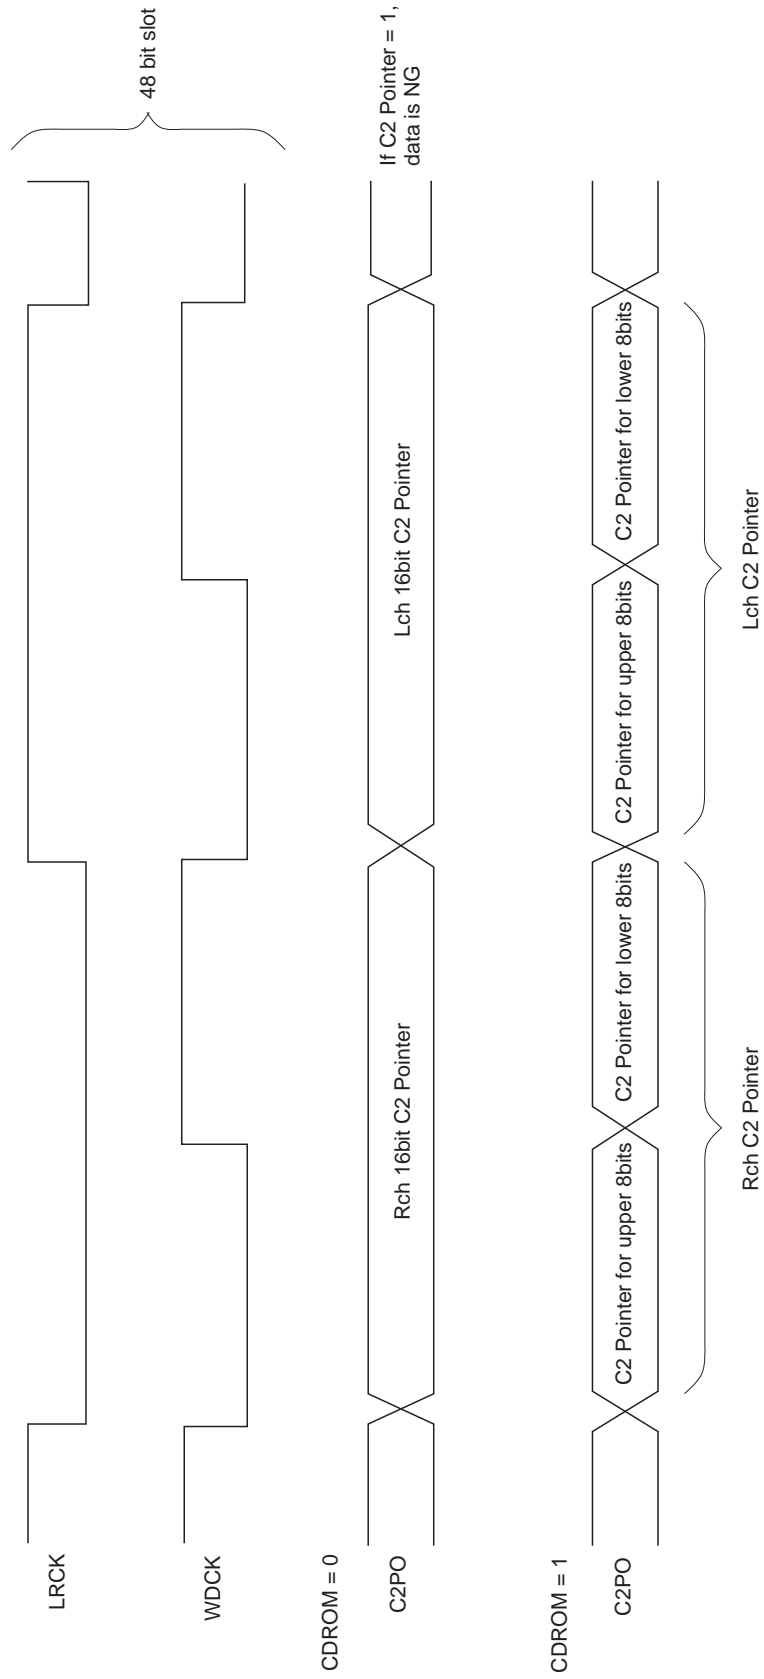 LRCK
48 bit slot
WDCK
CDROM = 0
C2PO
Rch 16bit C2 Pointer
Lch 16bit C2 Pointer
If C2 Pointer = 1,
data is NG
CDROM = 1
C2PO
C2 Pointer for upper 8bits
C2 Pointer for lower 8bits
C2 Pointer for upper 8bits
C2 Pointer for lower 8bits
Rch C2 Pointer
Lch C2 Pointer